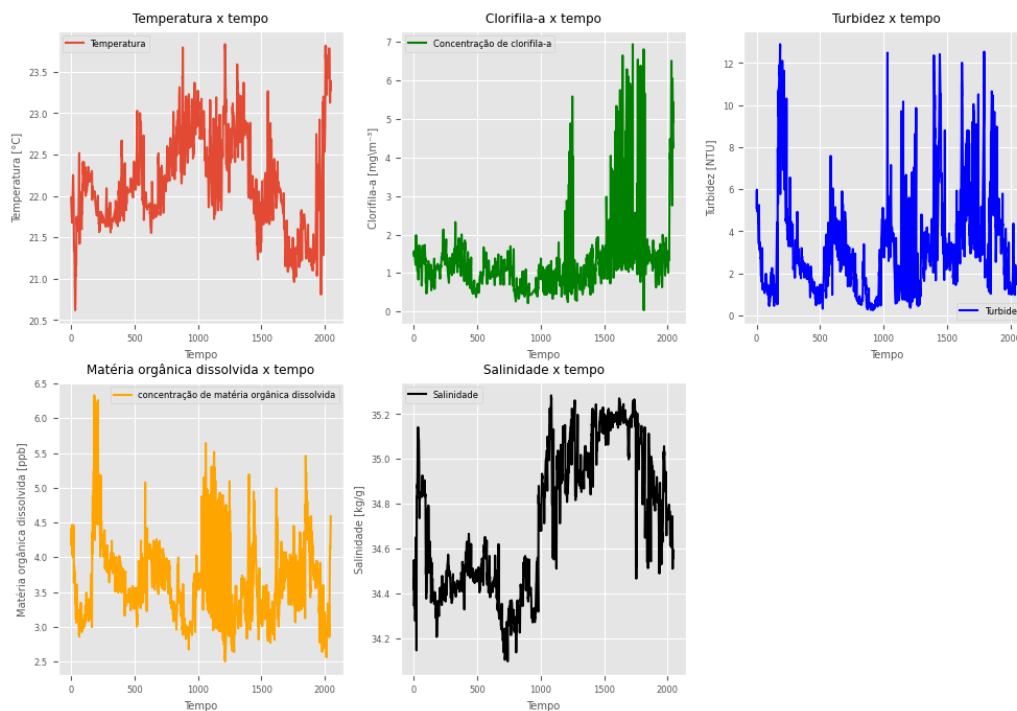 Temperatura x tempo
Temperatura
Temperatura [°C]
23.5
23.0
22.5
22.0
21.5
21.0
20.5
0 500 1000 1500 2000
Tempo
Clorifila-a x tempo
Concentração de clorifila-a
Clorifila-a [mg\m⁻³]
7
6
5
4
3
2
1
0
0 500 1000 1500 2000
Tempo
Turbidez x tempo
Turbidez [NTU]
12
10
8
6
4
2
0
Turbide
0 500 1000 1500 2000
Tempo
Matéria orgânica dissolvida x tempo
concentração de matéria orgânica dissolvida
Matéria orgânica dissolvida [ppb]
6.5
6.0
5.5
5.0
4.5
4.0
3.5
3.0
2.5
0 500 1000 1500 2000
Tempo
Salinidade x tempo
Salinidade
Salinidade [kg/g]
35.2
35.0
34.8
34.6
34.4
34.2
0 500 1000 1500 2000
Tempo